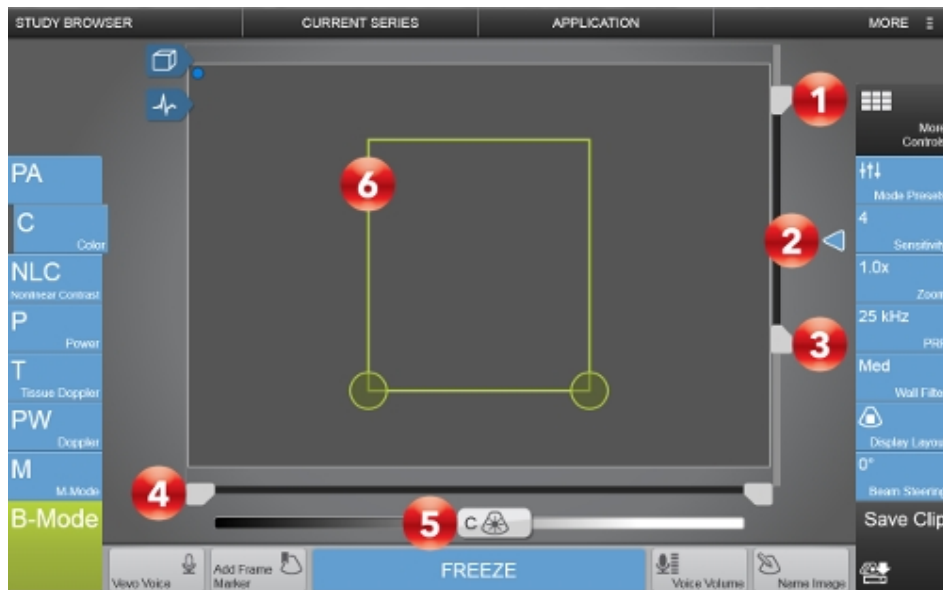 STUDY BROWSER
CURRENT SERIES
APPLICATION
MORE
1
More
Controls
PA
6
Mode Presets
C
Color
2
4
Sensitivity
NLC
Nonlinear Contrast
1.0x
Zoom
P
Power
3
25 kHz
PRF
T
Tissue Doppler
Med
Wall Filter
PW
Doppler
Display Layout
M
M-Mode
4
0°
Beam Steering
B-Mode
5
C
Save Clip
Vevo Voice
Add Frame
Marker
FREEZE
Voice Volume
Name Image